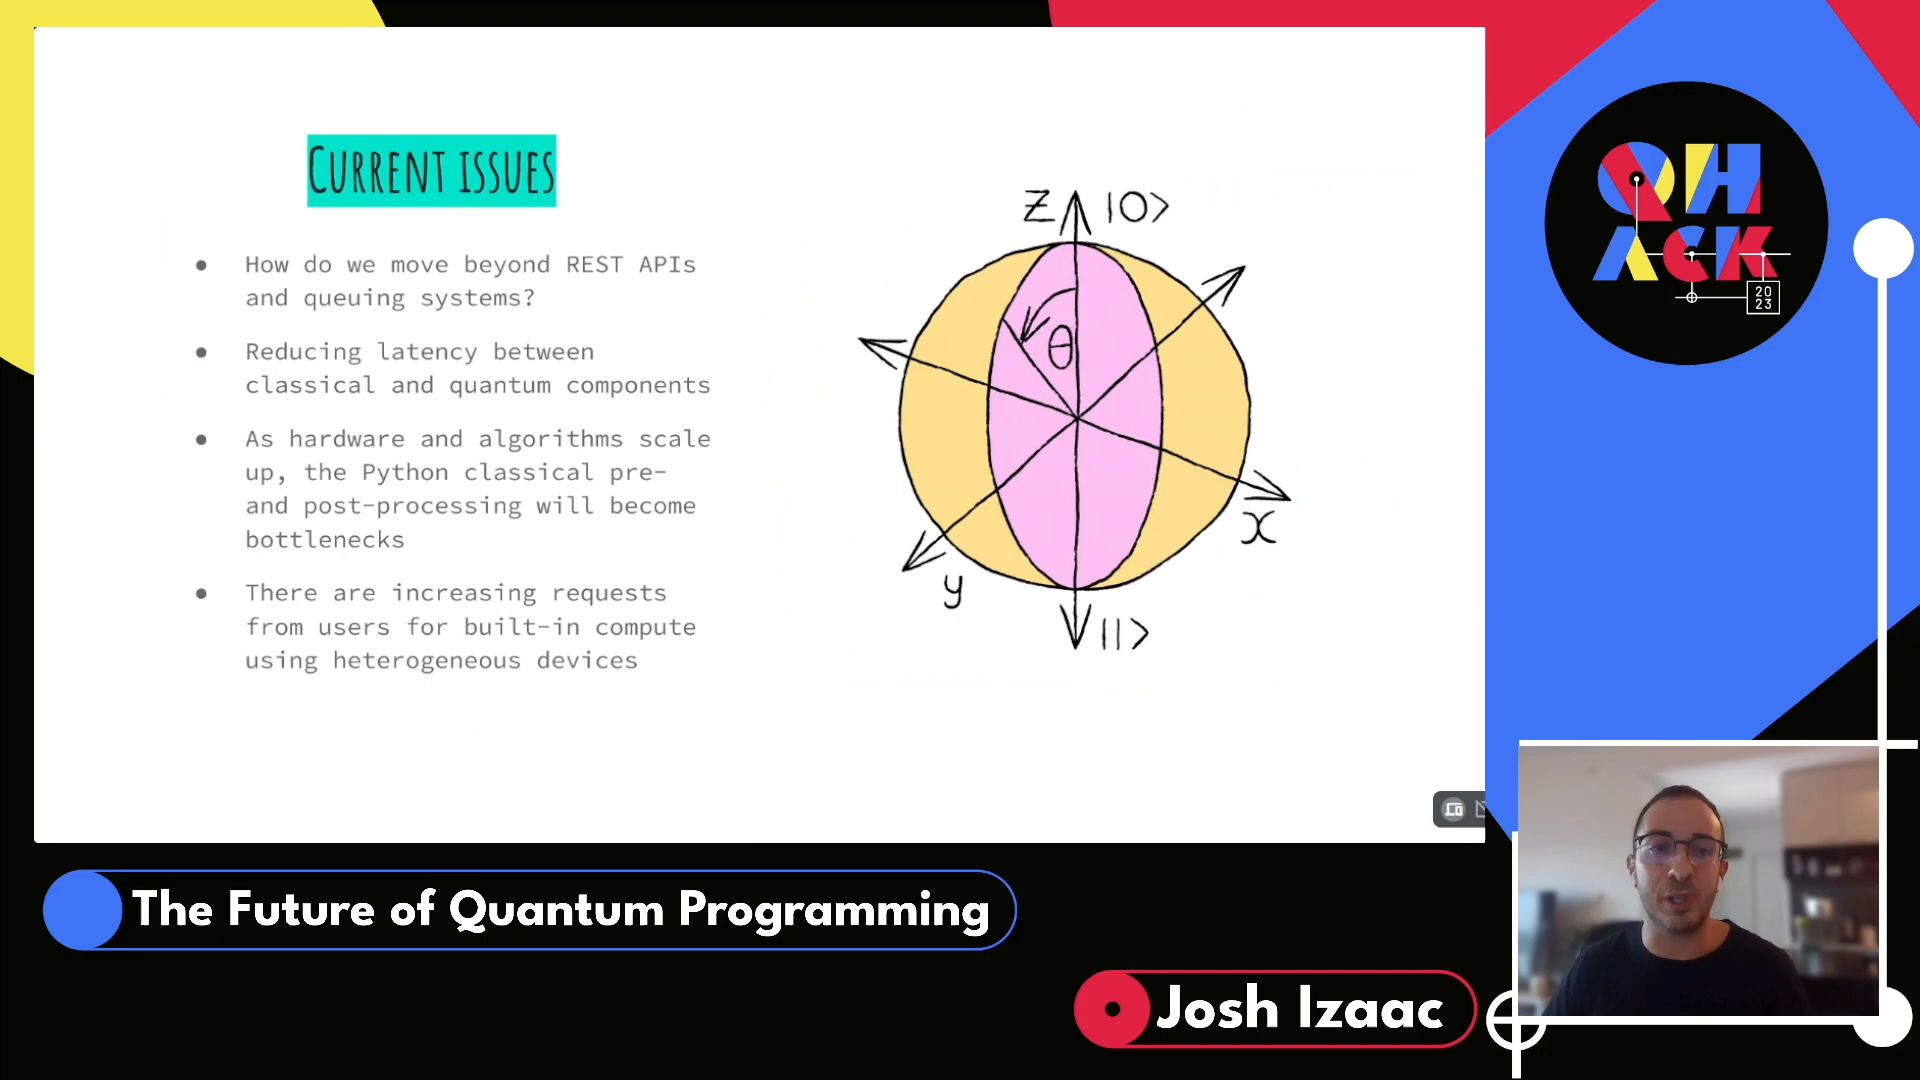 CURRENT ISSUES
● How do we move beyond REST APIs
and queuing systems?
● Reducing latency between
classical and quantum components
● As hardware and algorithms scale
up, the Python classical pre-
and post-processing will become
bottlenecks
● There are increasing requests
from users for built-in compute
using heterogeneous devices
Z |0>
θ
x
y
|1>
QH
ACK
20
23
The Future of Quantum Programming
Josh Izaac